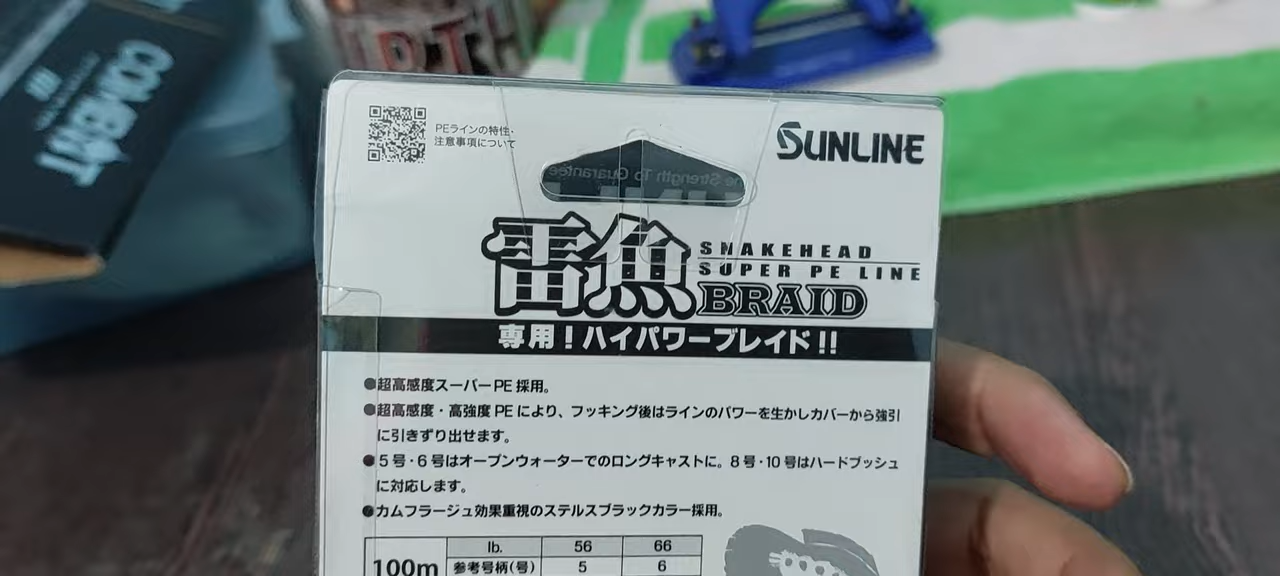 COMBAT
PEラインの特性・
注意事項について
SUNLINE
雷魚
SNAKEHEAD
SUPER PE LINE
BRAID
専用!ハイパワーブレイド!!
●超高感度スーパーPE採用。
●超高感度・高強度PEにより、フッキング後はラインのパワーを生かしカバーから強引
に引きずり出せます。
●5号・6号はオープンウォーターでのロングキャストに。8号・10号はハードブッシュ
に対応します。
●カムフラージュ効果重視のステルスブラックカラー採用。
100m
lb. 56 66
参考号柄(号) 5 6